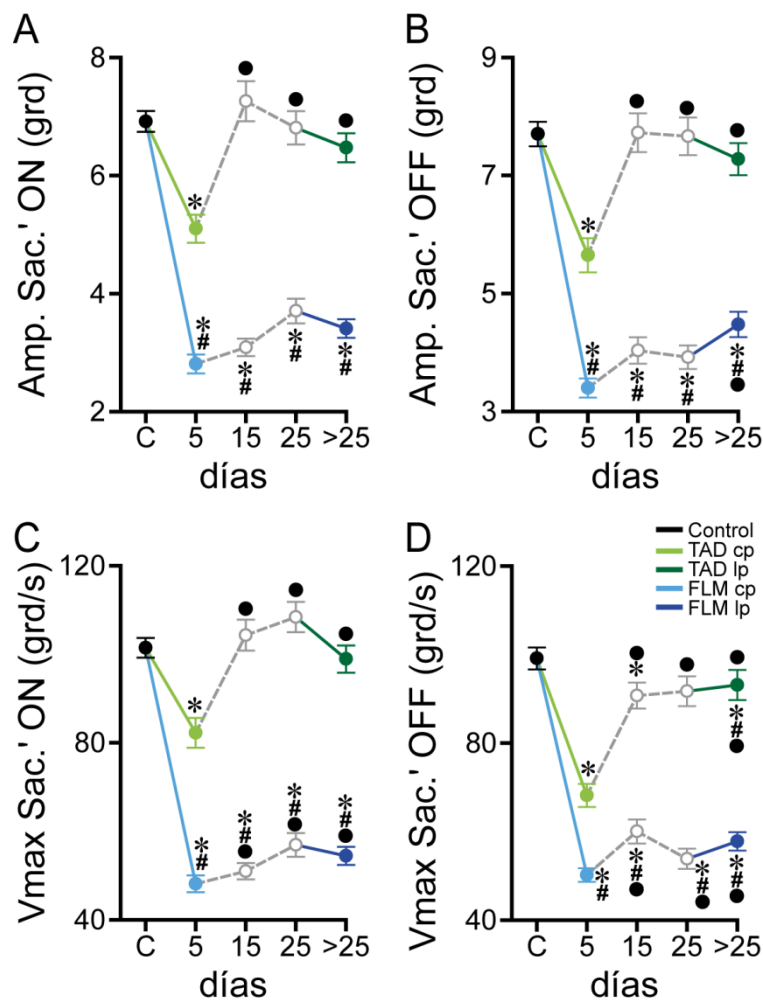 A
Amp. Sac.' ON (grd)
8
6
4
2
*
*
#
*
#
*
#
*
#
C 5 15 25 >25
días
B
Amp. Sac.' OFF (grd)
9
7
5
3
*
*
#
*
#
*
#
*
#
C 5 15 25 >25
días
C
Vmax Sac.' ON (grd/s)
120
80
40
*
*
#
*
#
*
#
*
#
C 5 15 25 >25
días
D
Vmax Sac.' OFF (grd/s)
120
80
40
Control
TAD cp
TAD lp
FLM cp
FLM lp
*
*
*
#
*
#
*
#
*
#
*
#
C 5 15 25 >25
días